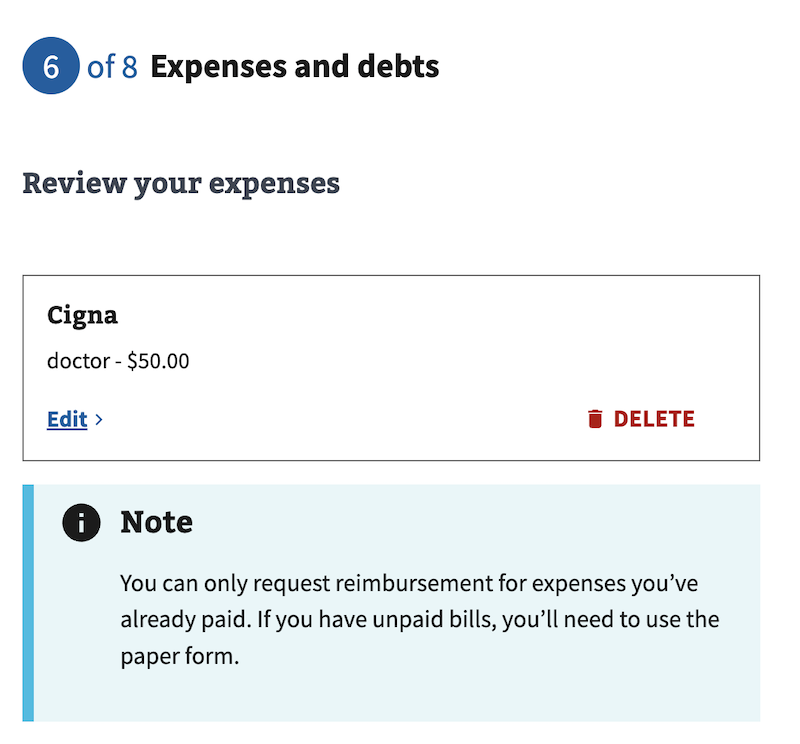 6 of 8 Expenses and debts
Review your expenses
Cigna
doctor - $50.00
Edit >
DELETE
i Note
You can only request reimbursement for expenses you’ve
already paid. If you have unpaid bills, you’ll need to use the
paper form.